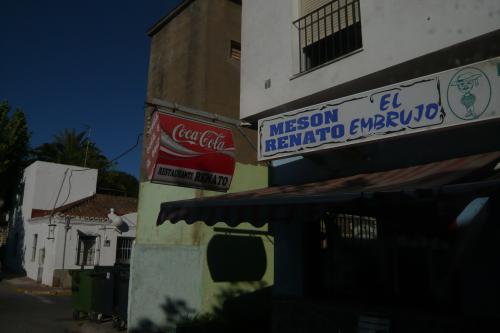 Coca-Cola
RESTAURANTE RENATO
MESON
RENATO
EL
EMBRUJO